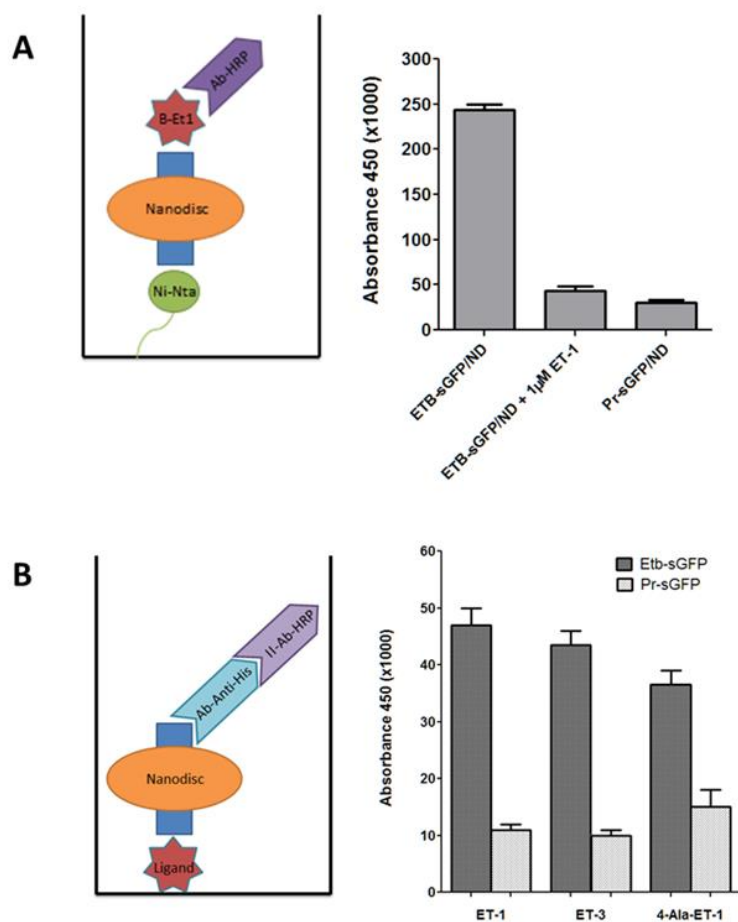 A
Ab-HRP
B-Et1
Nanodisc
Ni-Nta
Absorbance 450 (x1000)
300
250
200
150
100
50
0
ETB-sGFP/ND
ETB-sGFP/ND + 1µM ET-1
Pr-sGFP/ND
B
II-Ab-HRP
Ab-Anti-His
Nanodisc
Ligand
Absorbance 450 (x1000)
60
50
40
30
20
10
0
Etb-sGFP
Pr-sGFP
ET-1
ET-3
4-Ala-ET-1